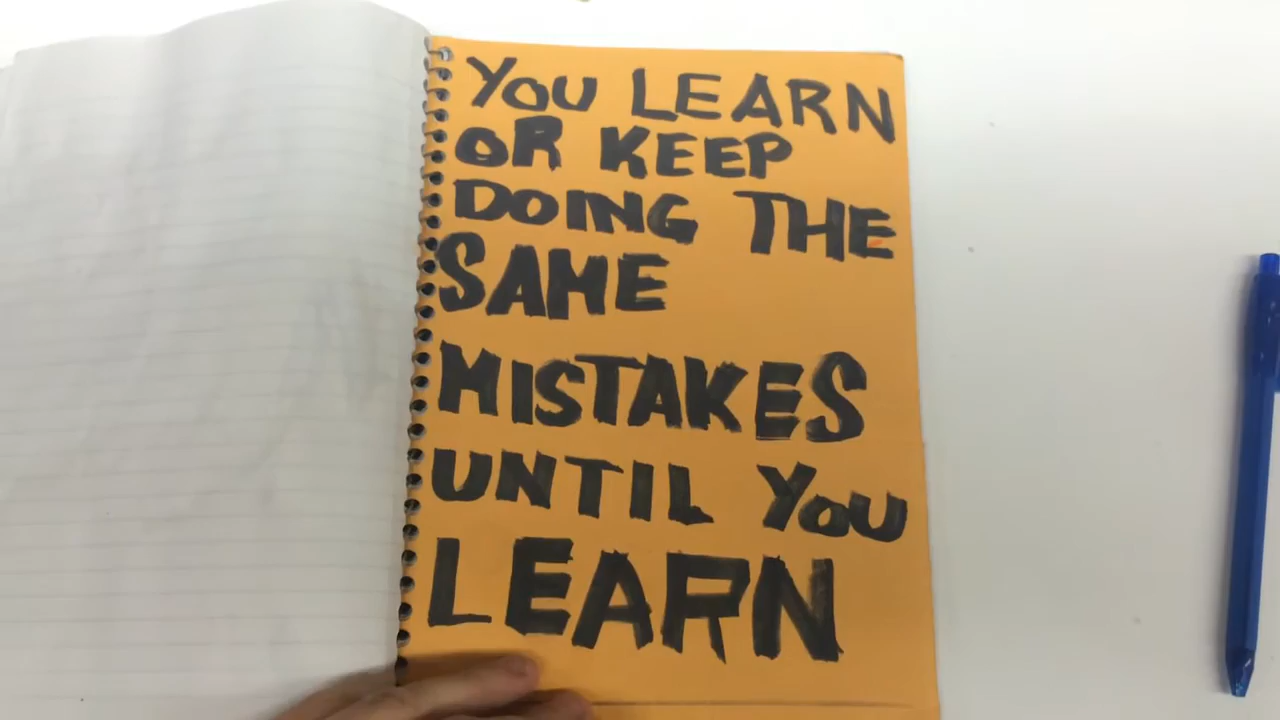 YOU LEARN
OR KEEP
DOING THE
SAME
MISTAKES
UNTIL YOU
LEARN